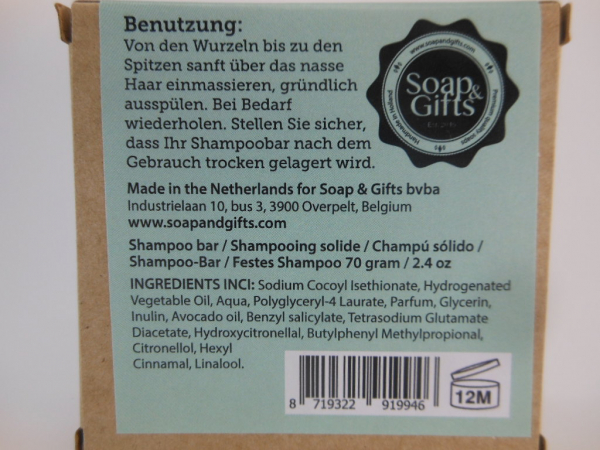 Benutzung:
Von den Wurzeln bis zu den
Spitzen sanft über das nasse
Haar einmassieren, gründlich
ausspülen. Bei Bedarf
wiederholen. Stellen Sie sicher,
dass Ihr Shampoobar nach dem
Gebrauch trocken gelagert wird.
www.soapandgifts.com
Soap
&
Gifts
Made in the Netherlands for Soap & Gifts bvba
Industrielaan 10, bus 3, 3900 Overpelt, Belgium
www.soapandgifts.com
Shampoo bar / Shampooing solide / Champú sólido /
Shampoo-Bar / Festes Shampoo 70 gram / 2.4 oz
INGREDIENTS INCI: Sodium Cocoyl Isethionate, Hydrogenated
Vegetable Oil, Aqua, Polyglyceryl-4 Laurate, Parfum, Glycerin,
Inulin, Avocado oil, Benzyl salicylate, Tetrasodium Glutamate
Diacetate, Hydroxycitronellal, Butylphenyl Methylpropional,
Citronellol, Hexyl
Cinnamal, Linalool.
8 719322 919946
12M